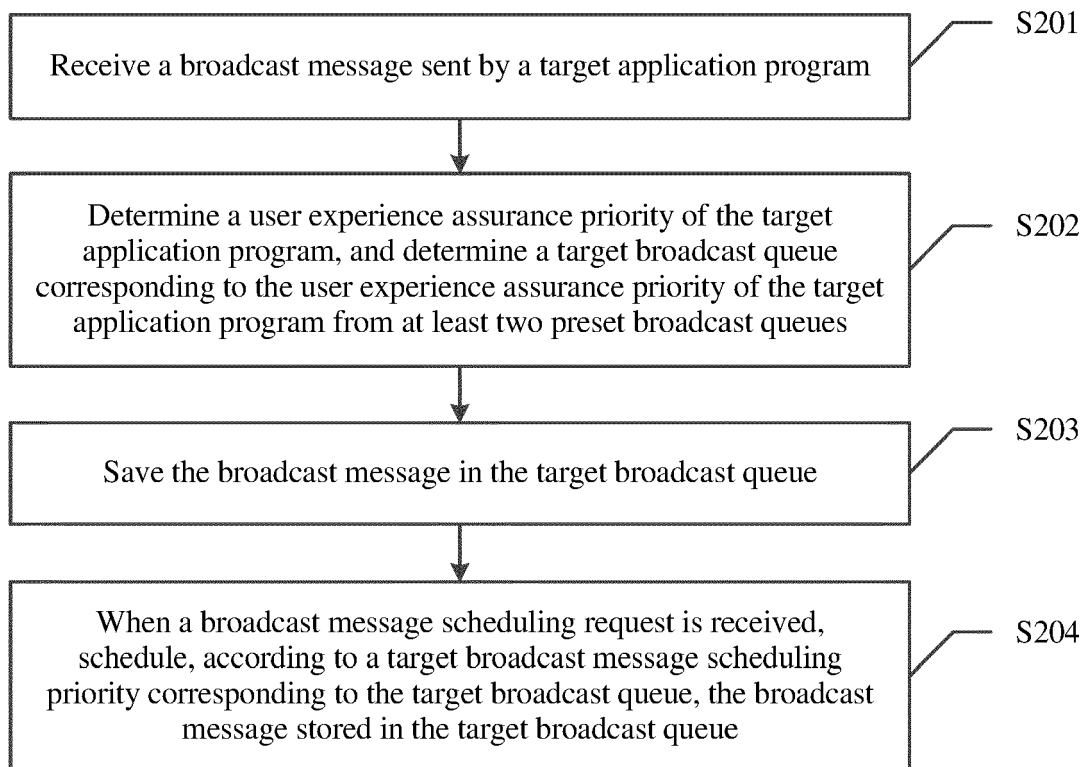 S201
Receive a broadcast message sent by a target application program
S202
Determine a user experience assurance priority of the target
application program, and determine a target broadcast queue
corresponding to the user experience assurance priority of the target
application program from at least two preset broadcast queues
S203
Save the broadcast message in the target broadcast queue
S204
When a broadcast message scheduling request is received,
schedule, according to a target broadcast message scheduling
priority corresponding to the target broadcast queue, the broadcast
message stored in the target broadcast queue